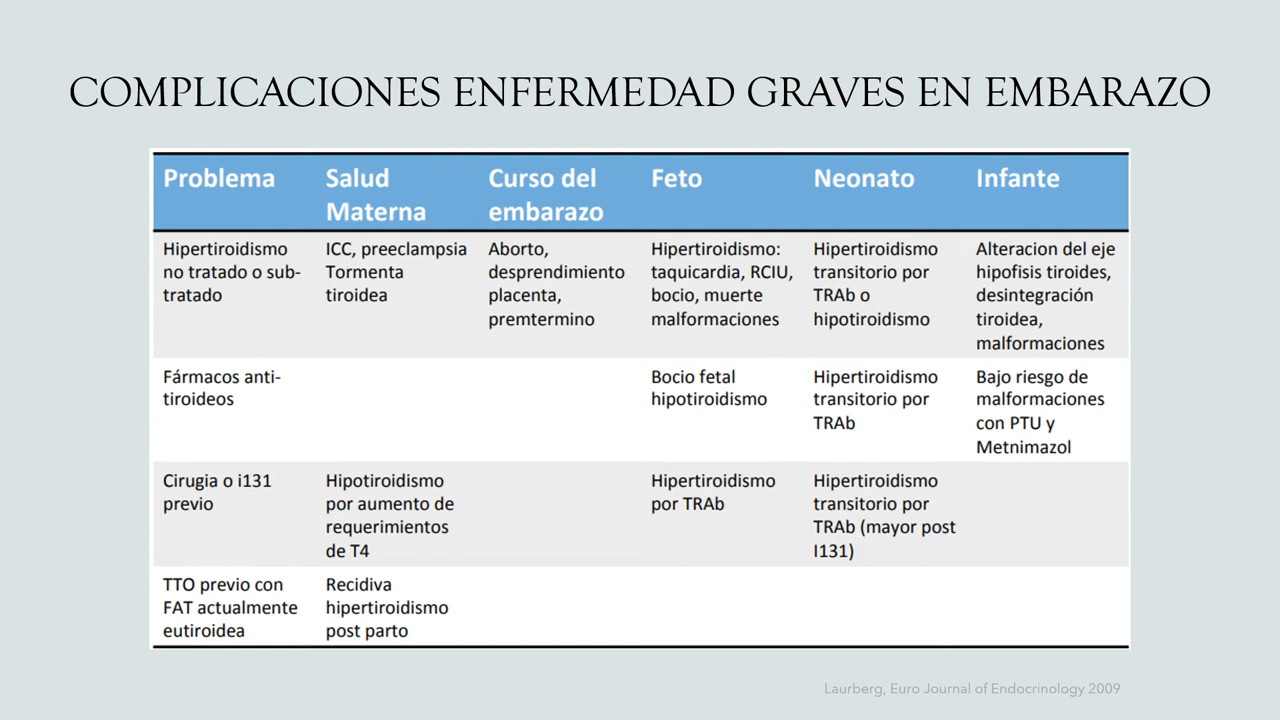 COMPLICACIONES ENFERMEDAD GRAVES EN EMBARAZO
Problema
Salud
Materna
Curso del
embarazo
Feto
Neonato
Infante
Hipertiroidismo
no tratado o sub-
tratado
ICC, preeclampsia
Tormenta
tiroidea
Aborto,
desprendimiento
placenta,
premtermino
Hipertiroidismo:
taquicardia, RCIU,
bocio, muerte
malformaciones
Hipertiroidismo
transitorio por
TRAb o
hipotiroidismo
Alteracion del eje
hipofisis tiroides,
desintegración
tiroidea,
malformaciones
Fármacos anti-
tiroideos
Bocio fetal
hipotiroidismo
Hipertiroidismo
transitorio por
TRAb
Bajo riesgo de
malformaciones
con PTU y
Metnimazol
Cirugia o i131
previo
Hipotiroidismo
por aumento de
requerimientos
de T4
Hipertiroidismo
por TRAb
Hipertiroidismo
transitorio por
TRAb (mayor post
I131)
TTO previo con
FAT actualmente
eutiroidea
Recidiva
hipertiroidismo
post parto
Laurberg, Euro Journal of Endocrinology 2009